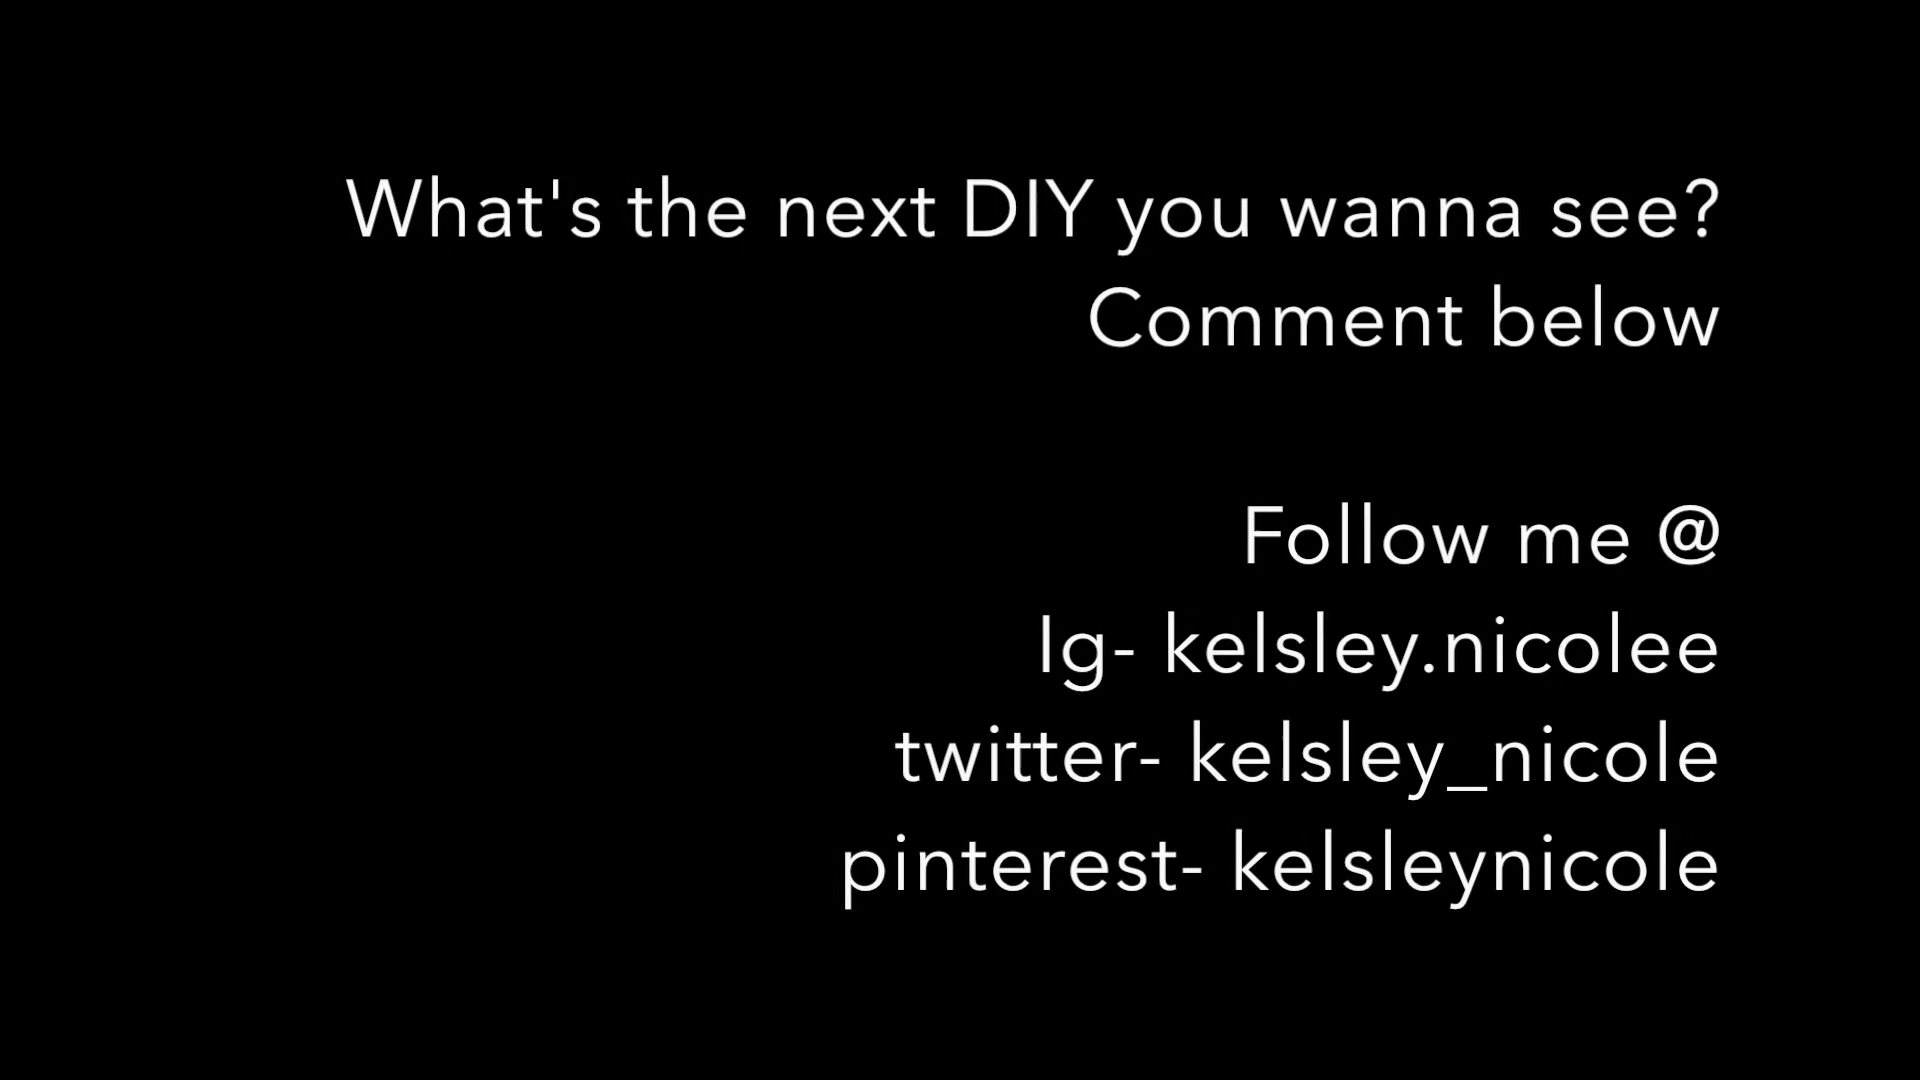 What's the next DIY you wanna see?
Comment below
Follow me @
Ig- kelsley.nicolee
twitter- kelsley_nicole
pinterest- kelsleynicole